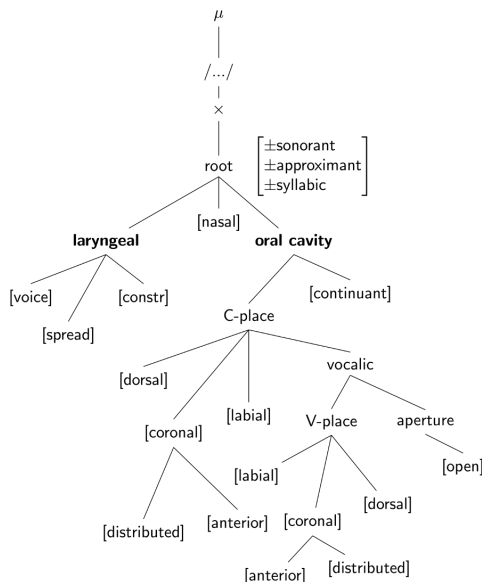 μ
/.../
×
root
±sonorant
±approximant
±syllabic
[nasal]
laryngeal
oral cavity
[voice]
[constr]
[continuant]
[spread]
C-place
[dorsal]
vocalic
[labial]
[coronal]
V-place
aperture
[labial]
[open]
[dorsal]
[distributed]
[anterior]
[coronal]
[anterior]
[distributed]